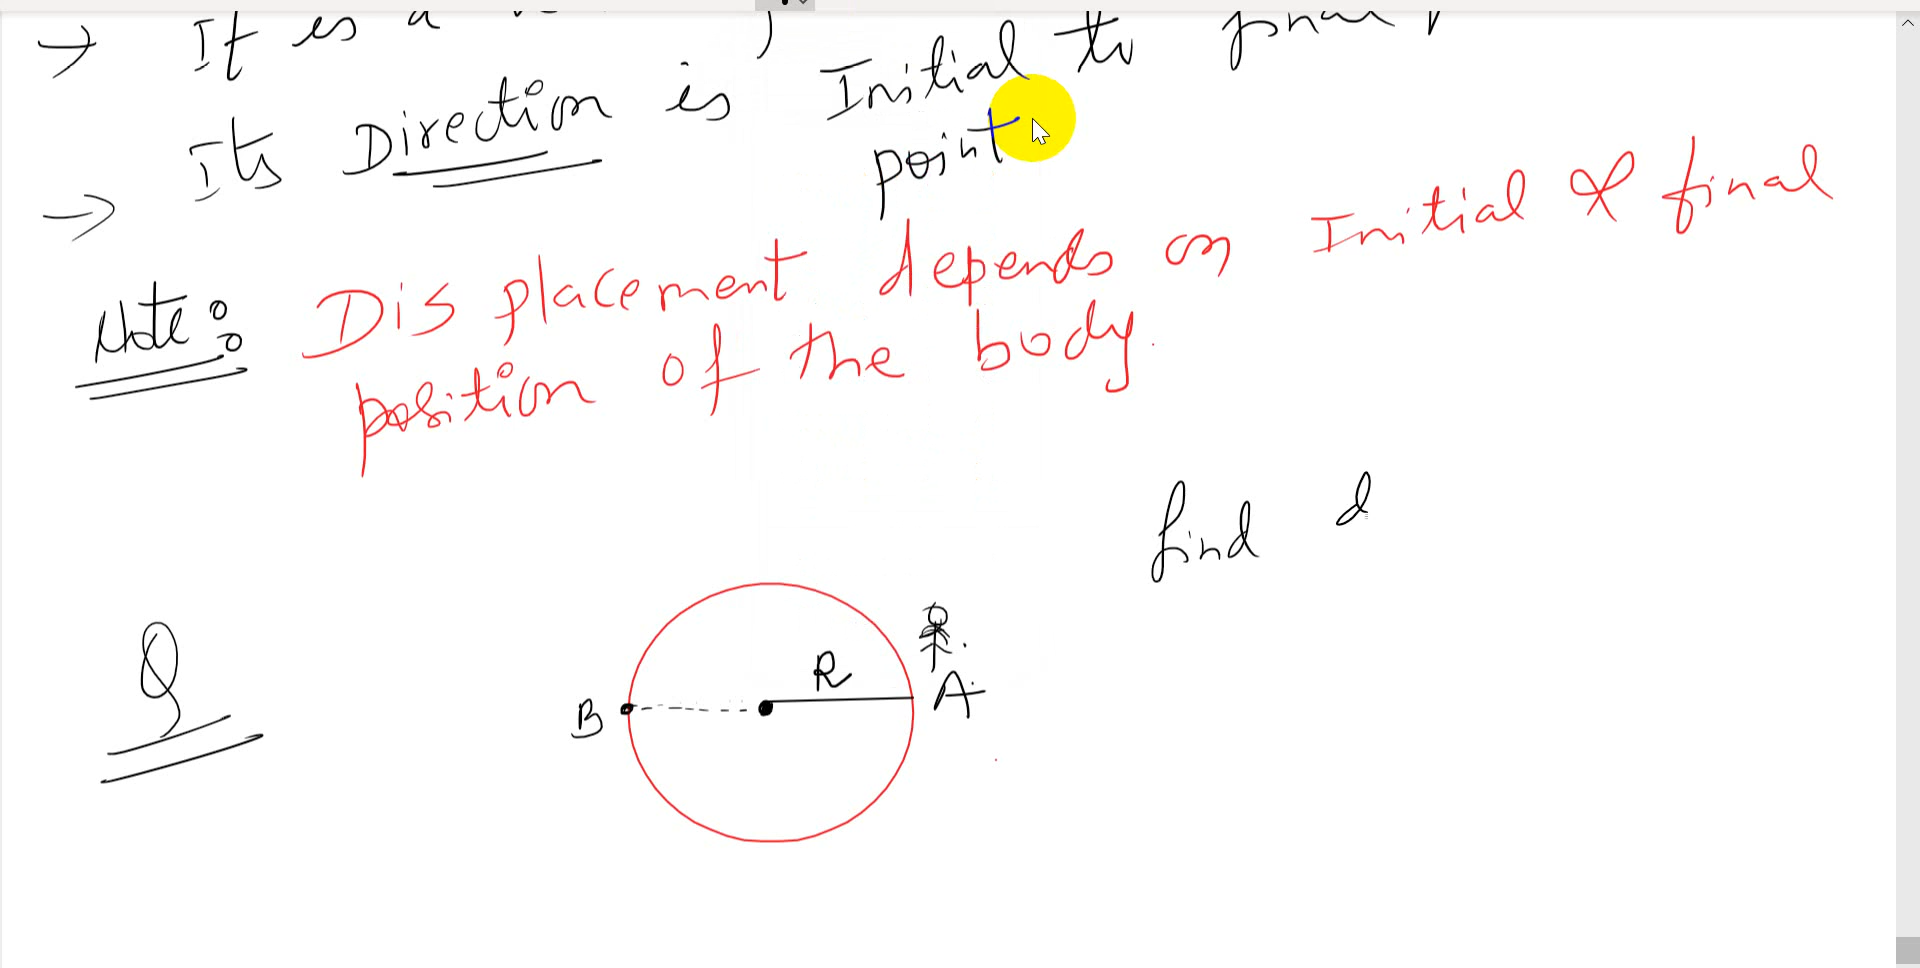 → It is a
→ Its Direction is Initial to final
point
Note: Displacement depends on Initial & final
position of the body.
find d
Q
R
B
A